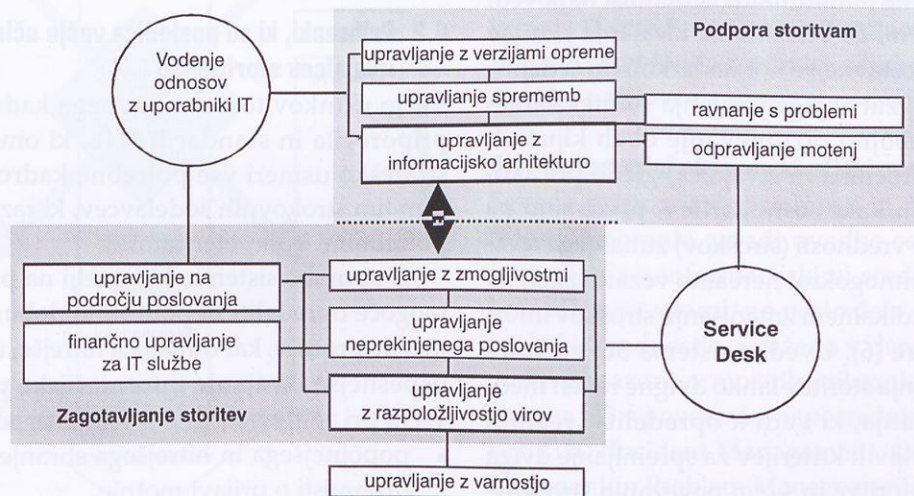 Vodenje
odnosov
z uporabniki IT
Podpora storitvam
upravljanje z verzijami opreme
upravljanje sprememb
upravljanje z
informacijsko arhitekturo
ravnanje s problemi
odpravljanje motenj
upravljanje na
področju poslovanja
finančno upravljanje
za IT službe
Zagotavljanje storitev
upravljanje z zmogljivostmi
upravljanje
neprekinjenega poslovanja
upravljanje
z razpoložljivostjo virov
upravljanje z varnostjo
Service
Desk